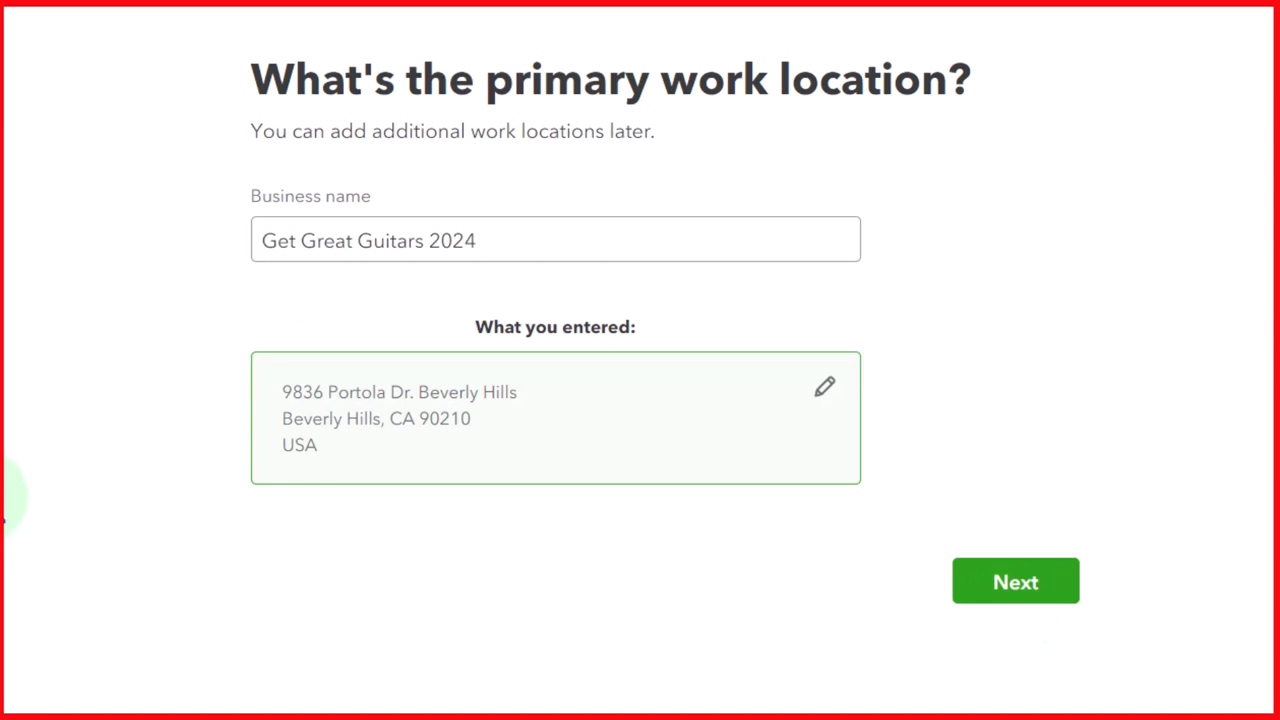 What's the primary work location?
You can add additional work locations later.
Business name
Get Great Guitars 2024
What you entered:
9836 Portola Dr. Beverly Hills
Beverly Hills, CA 90210
USA
Next